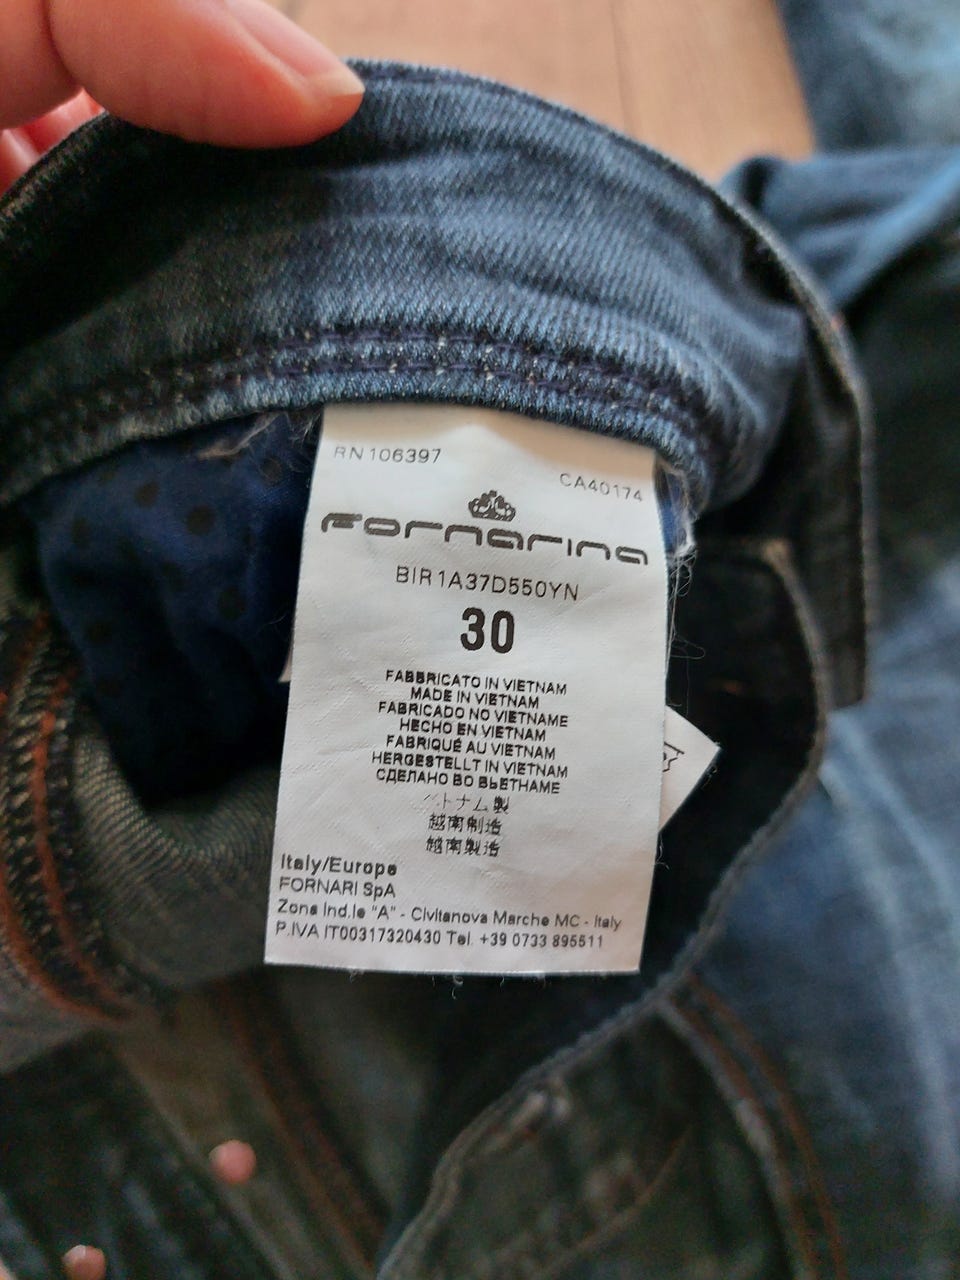 RN 106397
CA40174
Fornarina
BIR1A37D550YN
30
FABBRICATO IN VIETNAM
MADE IN VIETNAM
FABRICADO NO VIETNAME
HECHO EN VIETNAM
FABRIQUÉ AU VIETNAM
HERGESTELLT IN VIETNAM
СДЕЛАНО ВО ВЬЕТНАМЕ
ベトナム製
越南制造
越南製造
Italy/Europe
FORNARI SpA
Zona Ind.le "A" - Civitanova Marche MC - Italy
P.IVA IT00317320430 Tel. +39 0733 895511